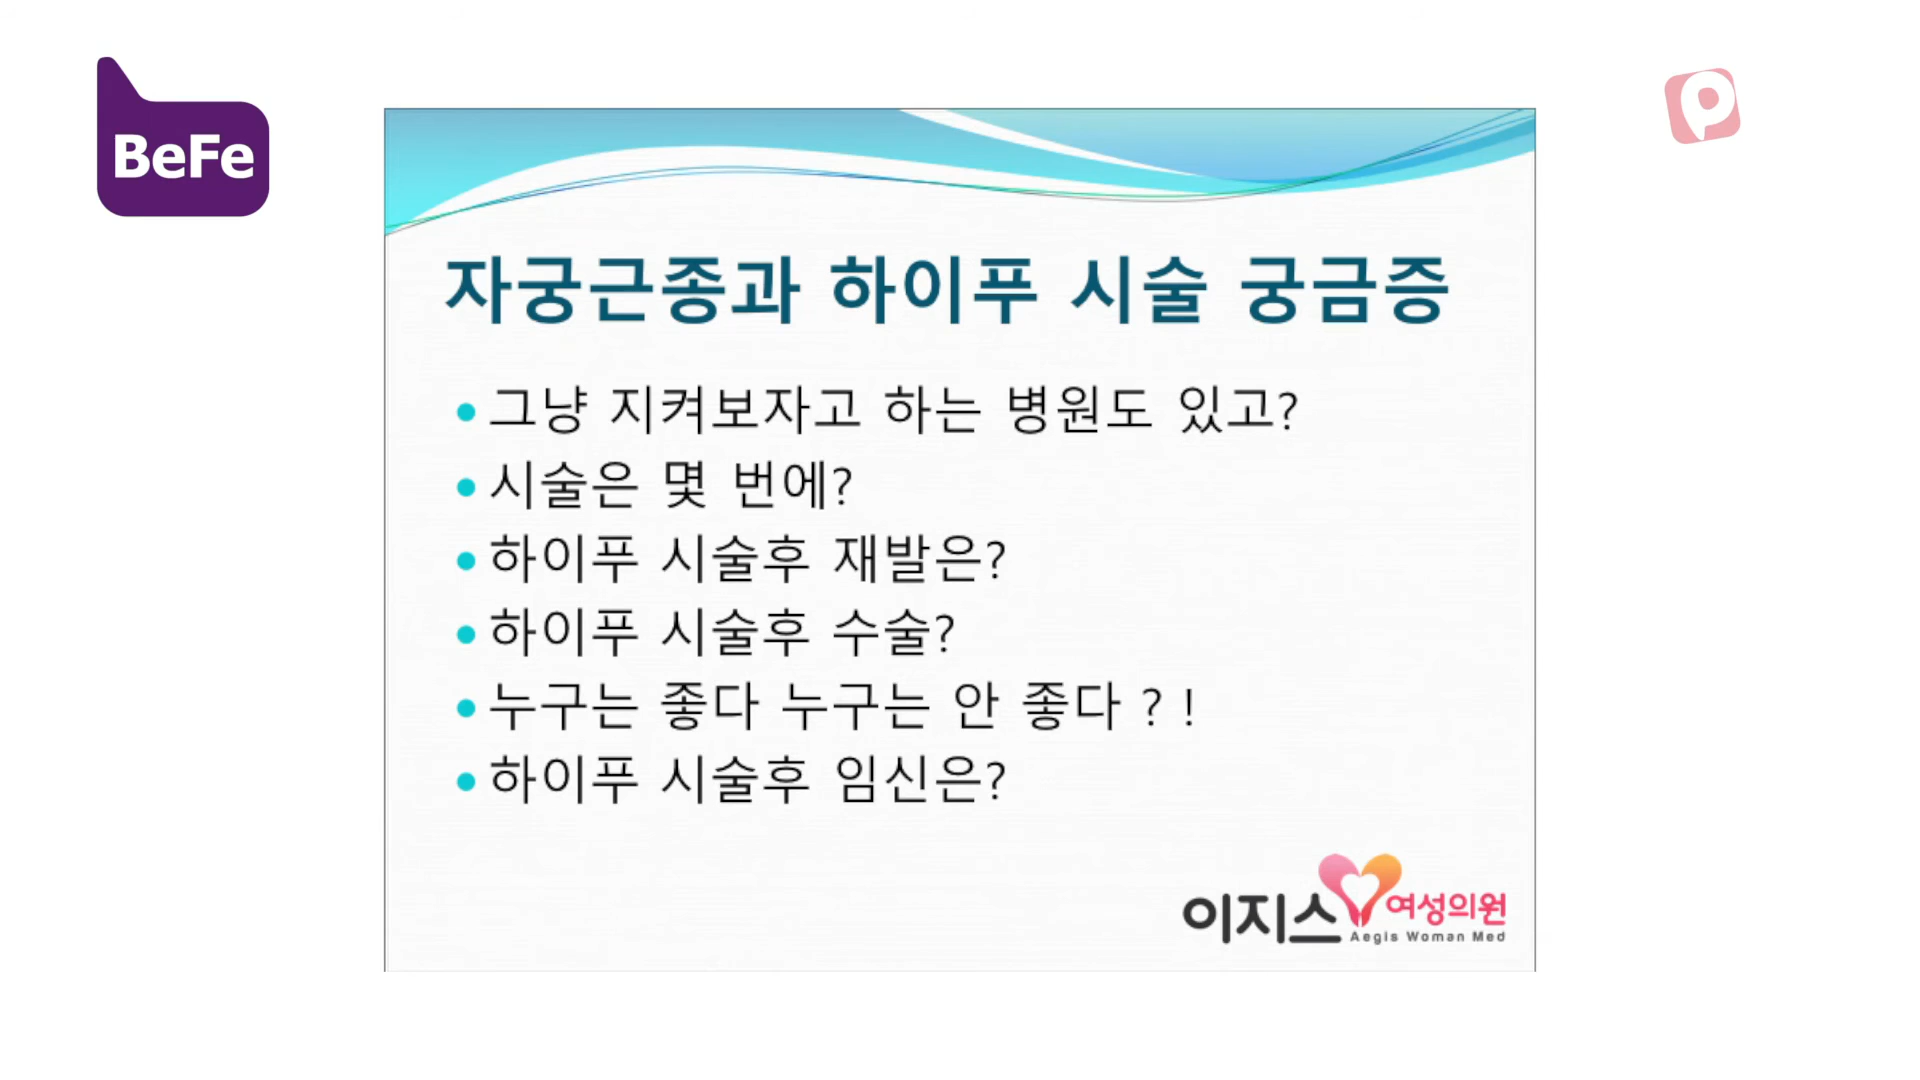 BeFe
P
자궁근종과 하이푸 시술 궁금증
그냥 지켜보자고 하는 병원도 있고?
시술은 몇 번에?
하이푸 시술후 재발은?
하이푸 시술후 수술?
누구는 좋다 누구는 안 좋다 ? !
하이푸 시술후 임신은?
이지스 여성의원
Aegis Woman Med